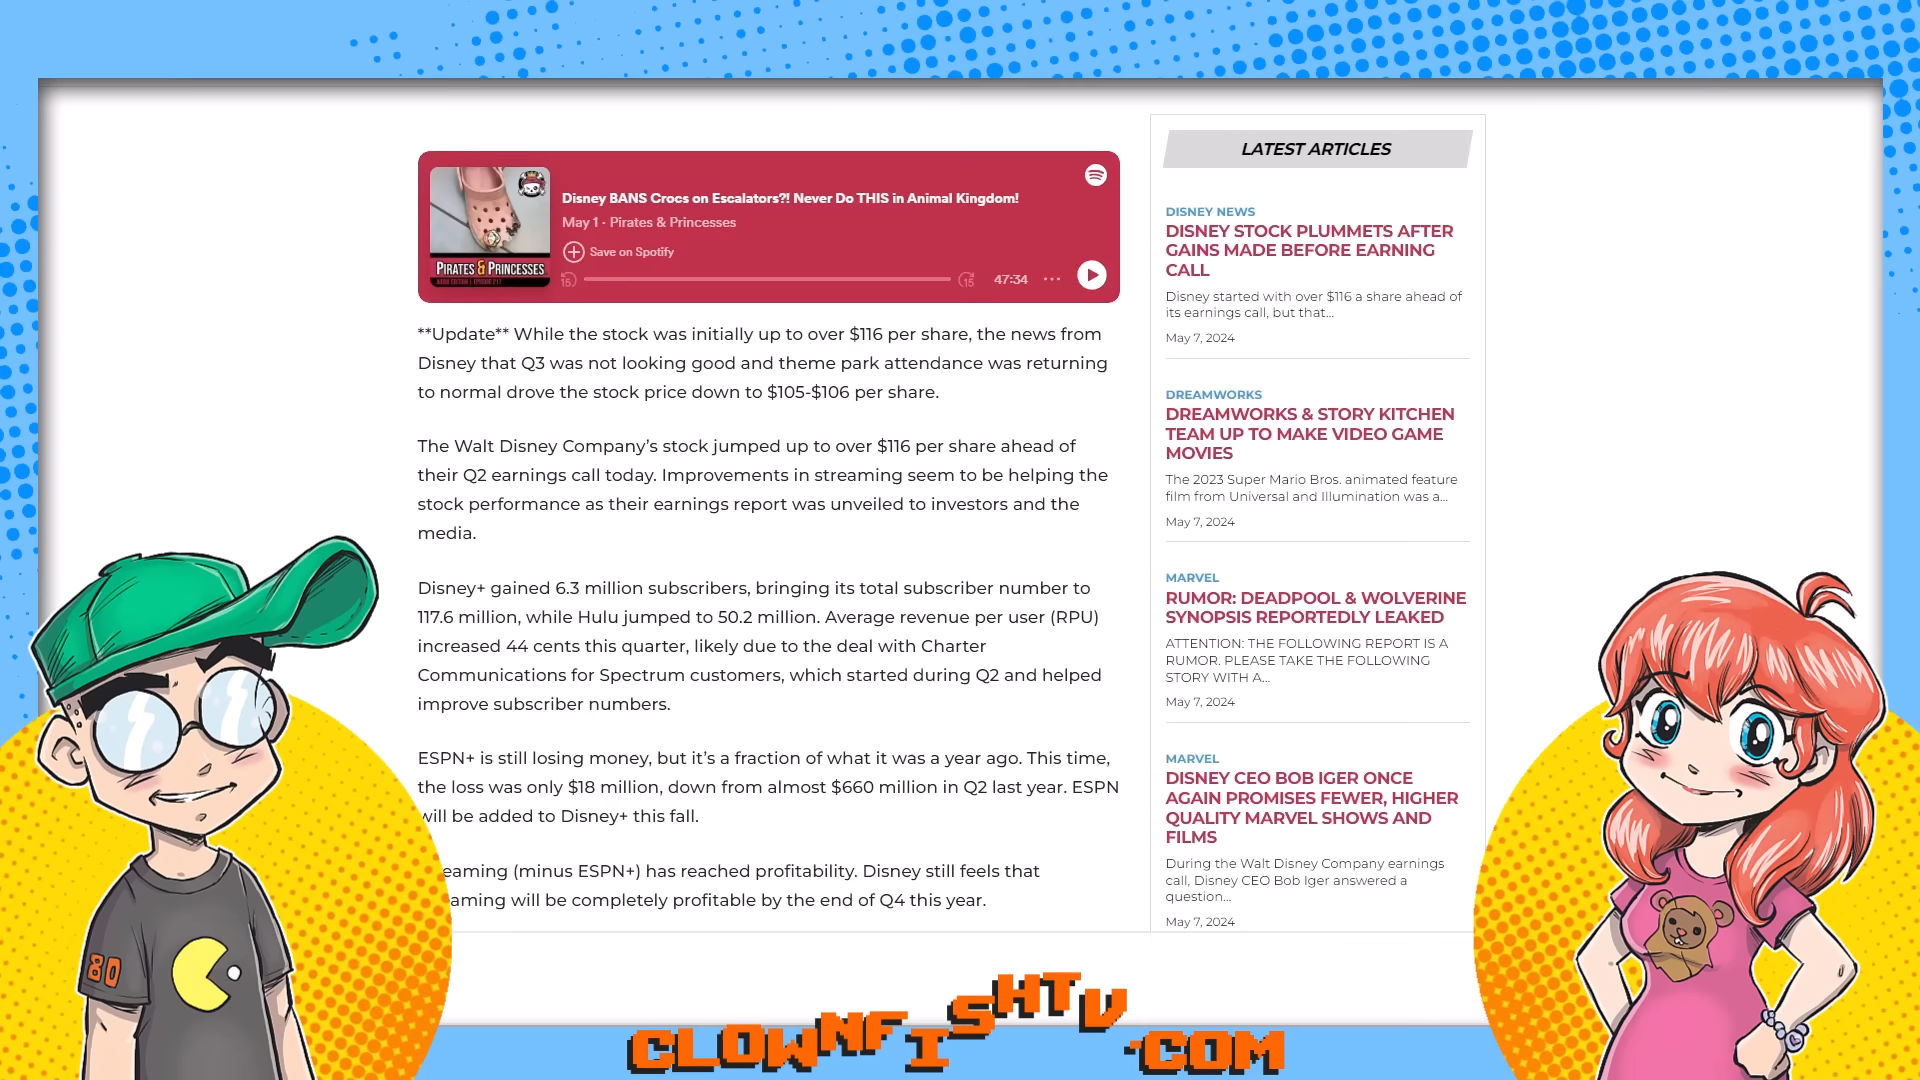 Disney BANS Crocs on Escalators?! Never Do THIS in Animal Kingdom!
May 1 · Pirates & Princesses
Save on Spotify
PIRATES & PRINCESSES
15
15
47:34
**Update** While the stock was initially up to over $116 per share, the news from
Disney that Q3 was not looking good and theme park attendance was returning
to normal drove the stock price down to $105-$106 per share.
The Walt Disney Company’s stock jumped up to over $116 per share ahead of
their Q2 earnings call today. Improvements in streaming seem to be helping the
stock performance as their earnings report was unveiled to investors and the
media.
Disney+ gained 6.3 million subscribers, bringing its total subscriber number to
117.6 million, while Hulu jumped to 50.2 million. Average revenue per user (RPU)
increased 44 cents this quarter, likely due to the deal with Charter
Communications for Spectrum customers, which started during Q2 and helped
improve subscriber numbers.
ESPN+ is still losing money, but it’s a fraction of what it was a year ago. This time,
the loss was only $18 million, down from almost $660 million in Q2 last year. ESPN
will be added to Disney+ this fall.
eaming (minus ESPN+) has reached profitability. Disney still feels that
aming will be completely profitable by the end of Q4 this year.
LATEST ARTICLES
DISNEY NEWS
DISNEY STOCK PLUMMETS AFTER
GAINS MADE BEFORE EARNING
CALL
Disney started with over $116 a share ahead of
its earnings call, but that...
May 7, 2024
DREAMWORKS
DREAMWORKS & STORY KITCHEN
TEAM UP TO MAKE VIDEO GAME
MOVIES
The 2023 Super Mario Bros. animated feature
film from Universal and Illumination was a...
May 7, 2024
MARVEL
RUMOR: DEADPOOL & WOLVERINE
SYNOPSIS REPORTEDLY LEAKED
ATTENTION: THE FOLLOWING REPORT IS A
RUMOR. PLEASE TAKE THE FOLLOWING
STORY WITH A...
May 7, 2024
MARVEL
DISNEY CEO BOB IGER ONCE
AGAIN PROMISES FEWER, HIGHER
QUALITY MARVEL SHOWS AND
FILMS
During the Walt Disney Company earnings
call, Disney CEO Bob Iger answered a
question...
May 7, 2024
80
CLOWNFISHTV.COM